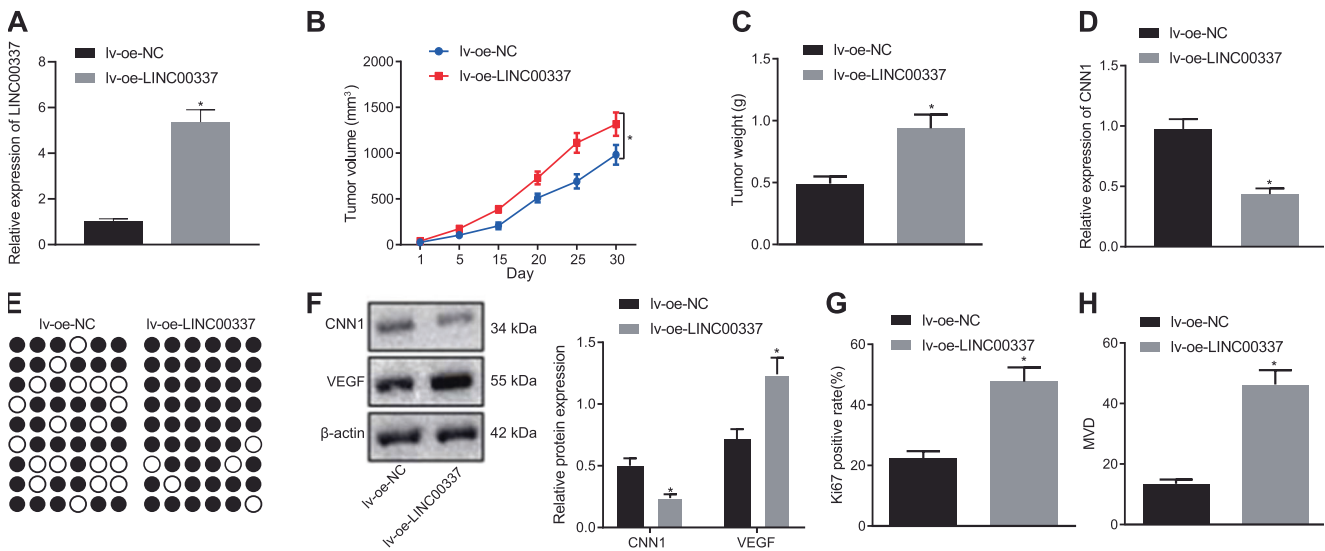 A
lv-oe-NC
lv-oe-LINC00337
Relative expression of LINC00337
8
6
4
2
0
*
B
lv-oe-NC
lv-oe-LINC00337
Tumor volume (mm³)
2000
1500
1000
500
0
*
1 5 15 20 25 30
Day
C
lv-oe-NC
lv-oe-LINC00337
Tumor weight (g)
1.5
1.0
0.5
0.0
*
D
lv-oe-NC
lv-oe-LINC00337
Relative expression of CNN1
1.5
1.0
0.5
0.0
*
E
lv-oe-NC lv-oe-LINC00337
F
CNN1 34 kDa
VEGF 55 kDa
β-actin 42 kDa
lv-oe-NC
lv-oe-LINC00337
lv-oe-NC
lv-oe-LINC00337
Relative protein expression
1.5
1.0
0.5
0.0
*
*
CNN1 VEGF
G
lv-oe-NC
lv-oe-LINC00337
Ki67 positive rate(%)
60
40
20
0
*
H
lv-oe-NC
lv-oe-LINC00337
MVD
60
40
20
0
*